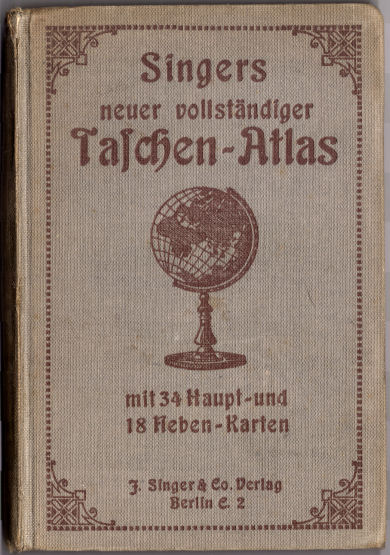 Singers
neuer vollständiger
Taſchen-Atlas
mit 34 Haupt-und
18 Neben-Karten
J. Singer & Co. Verlag
Berlin C. 2